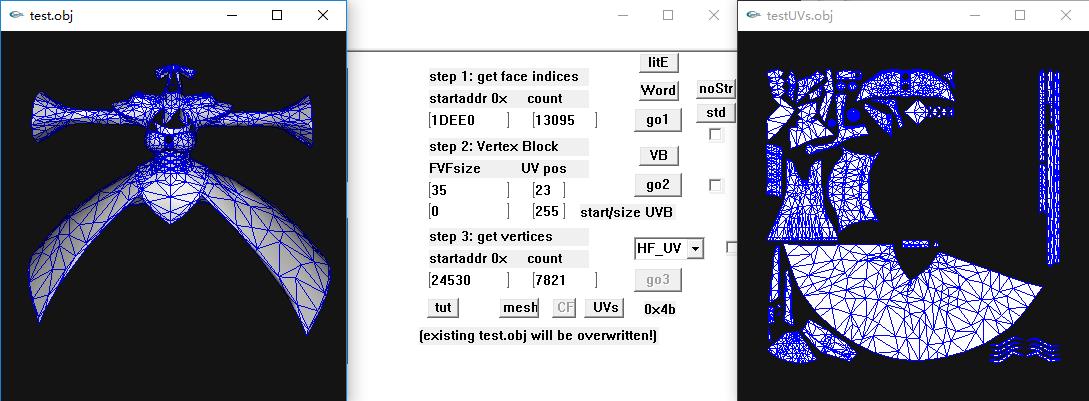 test.obj
testUVs.obj
step 1: get face indices
startaddr 0x count
1DEE0 13095
step 2: Vertex Block
FVFsize UV pos
35 23
0 255 start/size UVB
step 3: get vertices
startaddr 0x count
24530 7821
tut mesh CF UVs 0x4b
(existing test.obj will be overwritten!)
litE
Word noStr
go1 std
VB
go2
HF_UV
go3